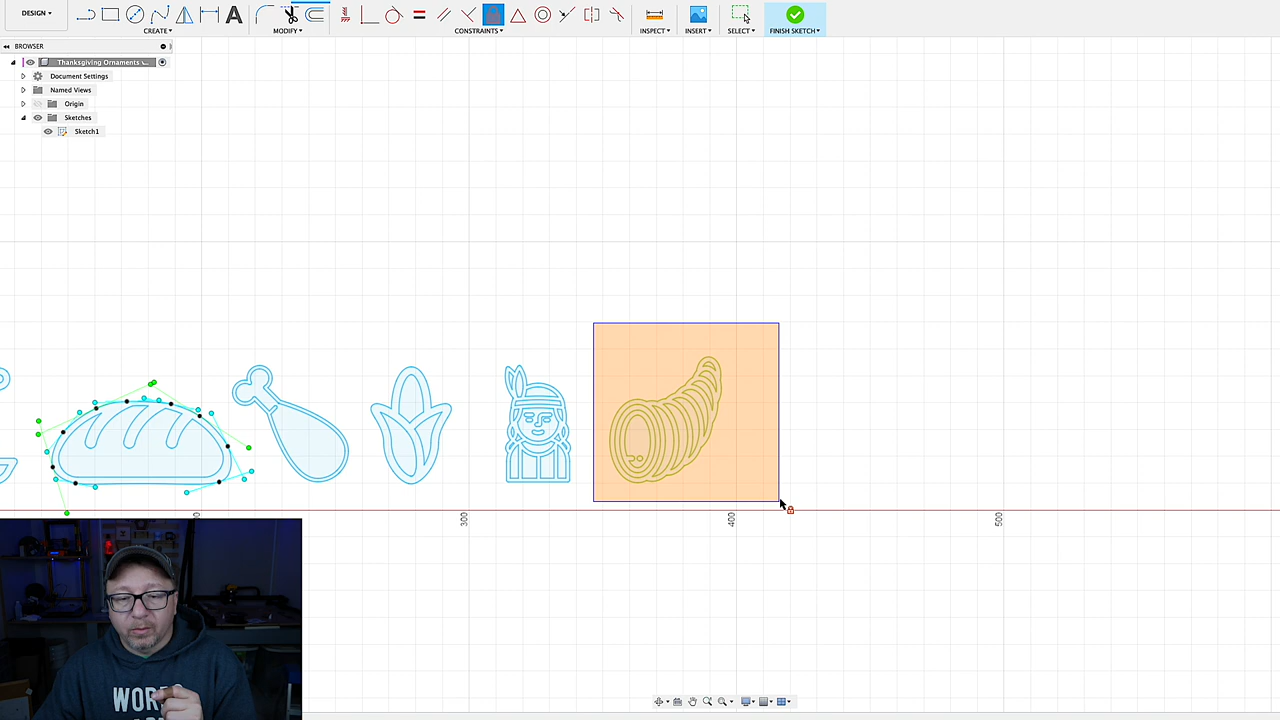 DESIGN
CREATE
MODIFY
CONSTRAINTS
INSPECT
INSERT
SELECT
FINISH SKETCH
BROWSER
Thanksgiving Ornaments
Document Settings
Named Views
Origin
Sketches
Sketch1
300
400
500